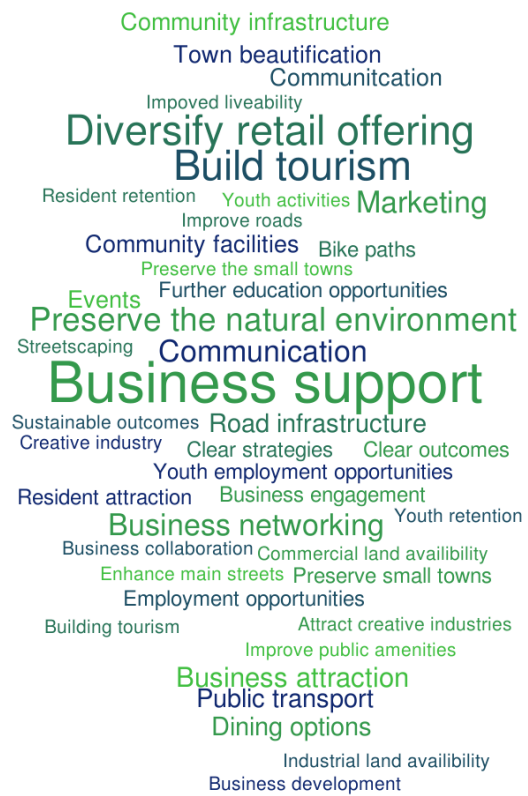 Community infrastructure
Town beautification
Communitcation
Impoved liveability
Diversify retail offering
Build tourism
Resident retention
Youth activities
Marketing
Improve roads
Community facilities
Bike paths
Preserve the small towns
Further education opportunities
Events
Preserve the natural environment
Streetscaping
Communication
Business support
Sustainable outcomes
Road infrastructure
Creative industry
Clear strategies
Clear outcomes
Youth employment opportunities
Resident attraction
Business engagement
Business networking
Youth retention
Business collaboration
Commercial land availibility
Enhance main streets
Preserve small towns
Employment opportunities
Building tourism
Attract creative industries
Improve public amenities
Business attraction
Public transport
Dining options
Industrial land availibility
Business development